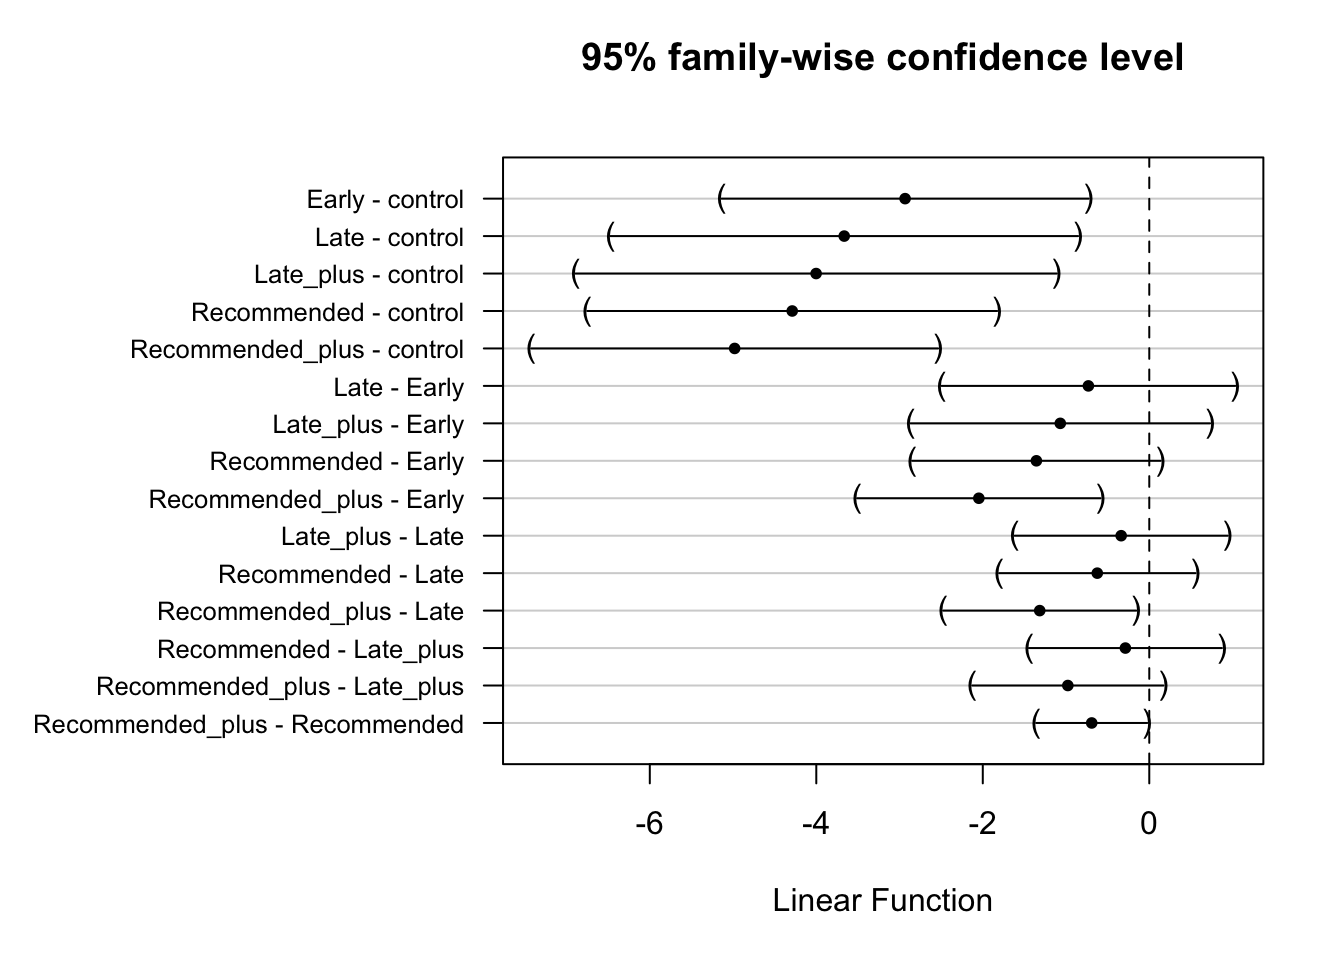 95% family-wise confidence level
Early - control
Late - control
Late_plus - control
Recommended - control
Recommended_plus - control
Late - Early
Late_plus - Early
Recommended - Early
Recommended_plus - Early
Late_plus - Late
Recommended - Late
Recommended_plus - Late
Recommended - Late_plus
Recommended_plus - Late_plus
Recommended_plus - Recommended
-6 -4 -2 0
Linear Function